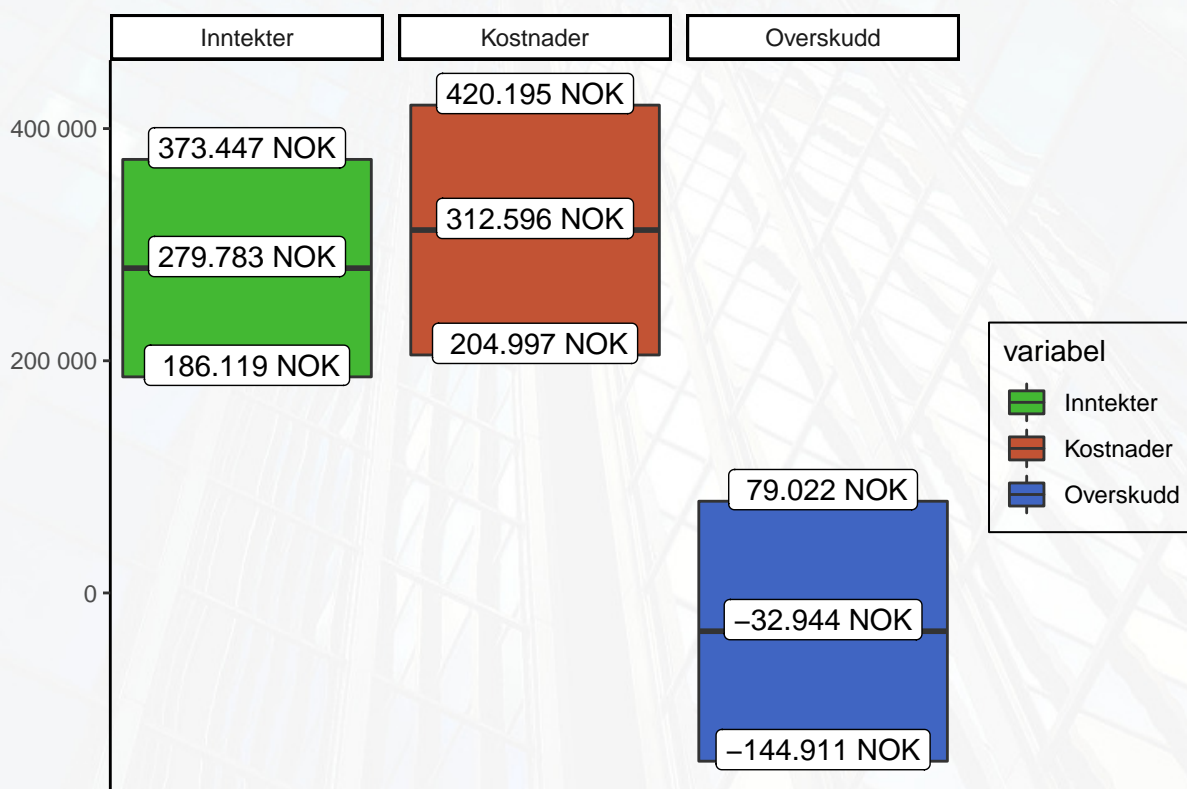 Inntekter
Kostnader
Overskudd
400 000
200 000
0
373.447 NOK
279.783 NOK
186.119 NOK
420.195 NOK
312.596 NOK
204.997 NOK
79.022 NOK
−32.944 NOK
−144.911 NOK
variabel
Inntekter
Kostnader
Overskudd